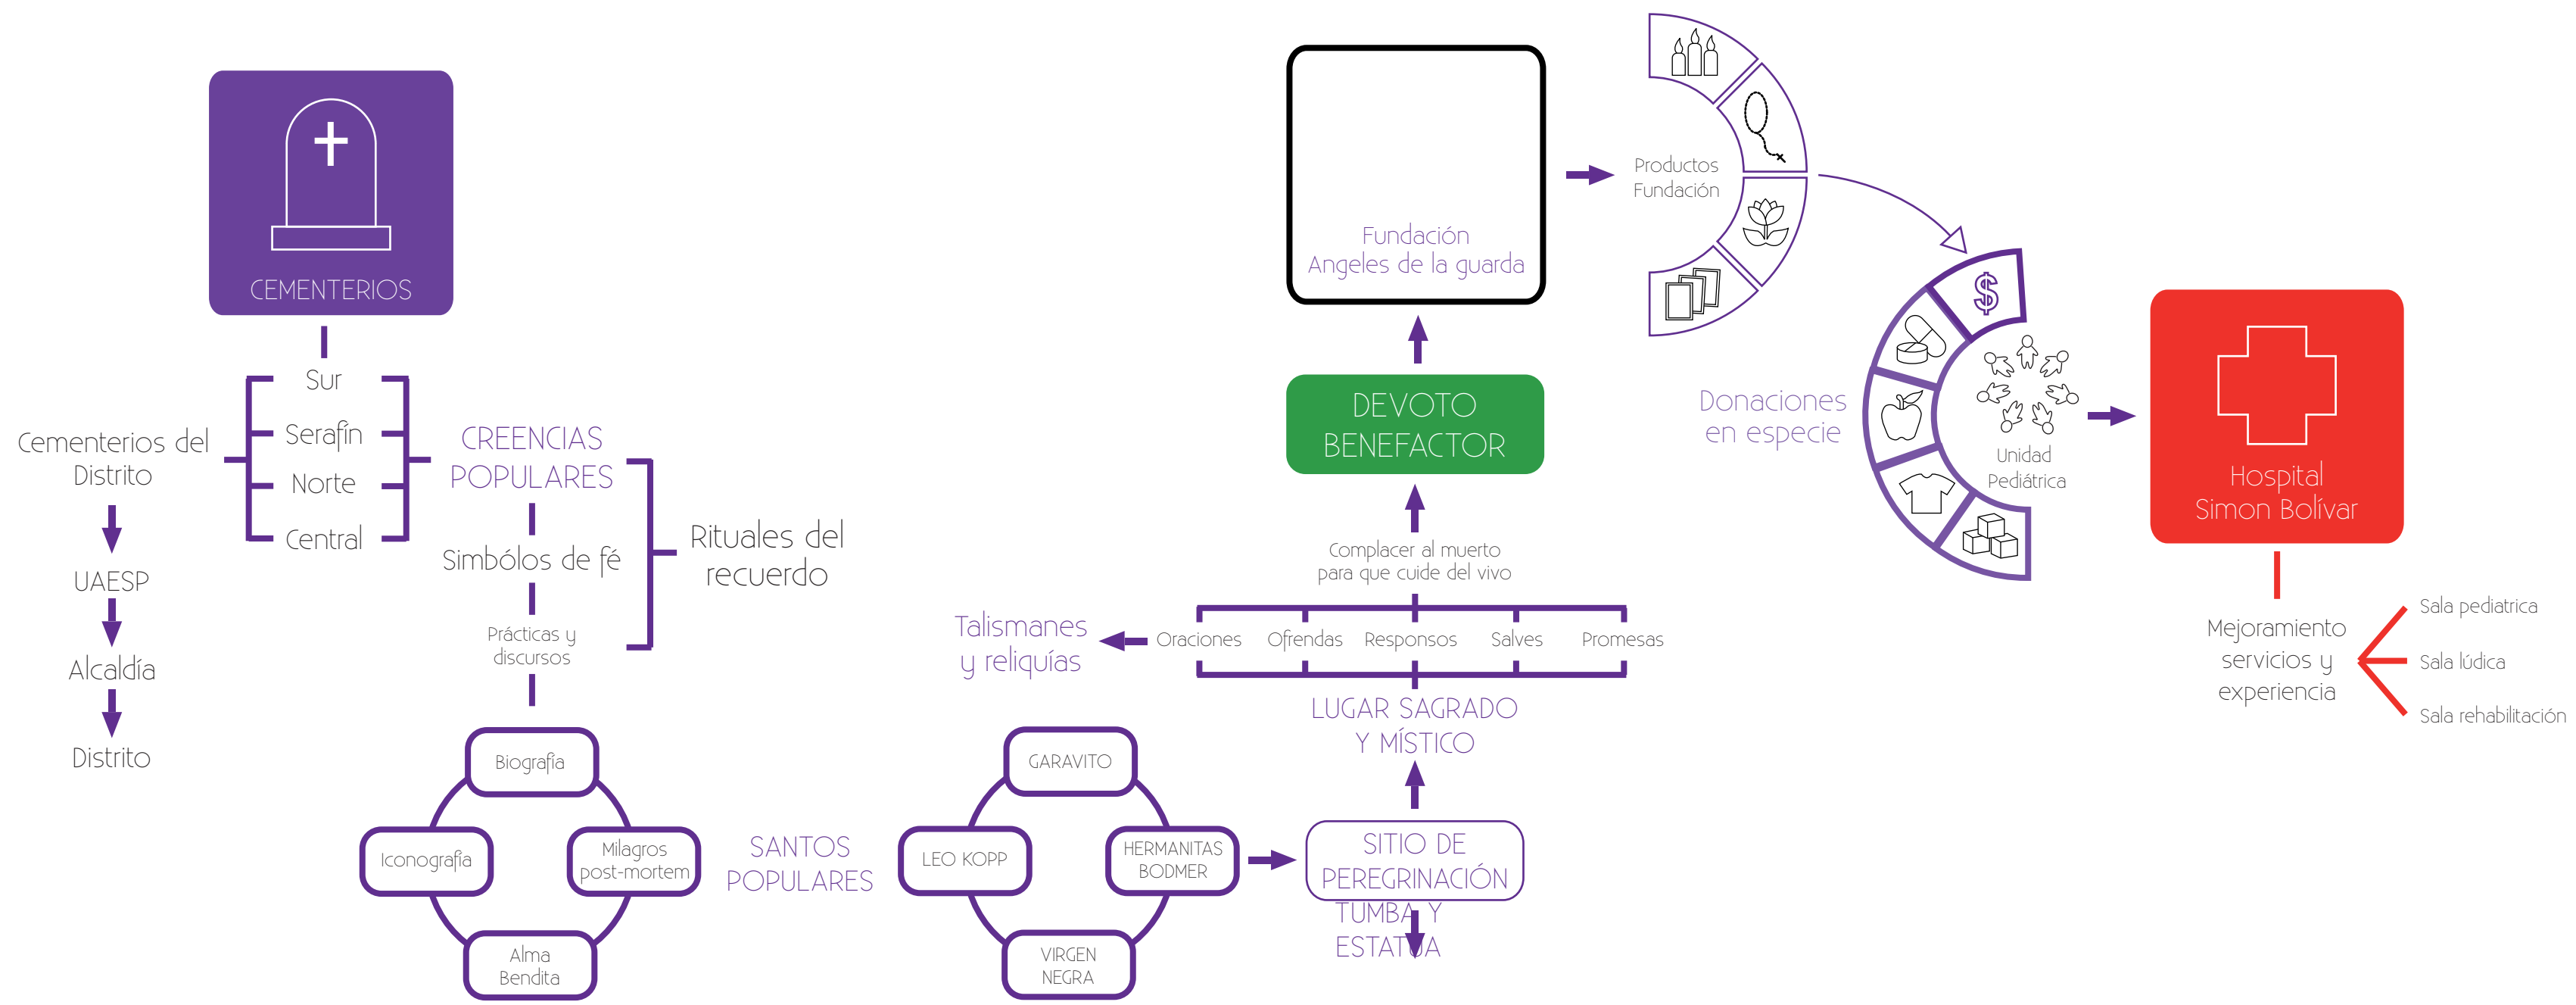 CEMENTERIOS
Sur
Serafín
Norte
Central
Cementerios del
Distrito
UAESP
Alcaldía
Distrito
CREENCIAS
POPULARES
Simbólos de fé
Prácticas y
discursos
Rituales del
recuerdo
Biografía
Iconografía
Milagros
post-mortem
Alma
Bendita
SANTOS
POPULARES
GARAVITO
LEO KOPP
HERMANITAS
BODMER
VIRGEN
NEGRA
SITIO DE
PEREGRINACIÓN
TUMBA Y
ESTATUA
LUGAR SAGRADO
Y MÍSTICO
Oraciones
Ofrendas
Responsos
Salves
Promesas
Talismanes
y reliquías
Complacer al muerto
para que cuide del vivo
DEVOTO
BENEFACTOR
Fundación
Angeles de la guarda
Productos
Fundación
$
Donaciones
en especie
Unidad
Pediátrica
Hospital
Simon Bolívar
Mejoramiento
servicios y
experiencia
Sala pediatrica
Sala lúdica
Sala rehabilitación